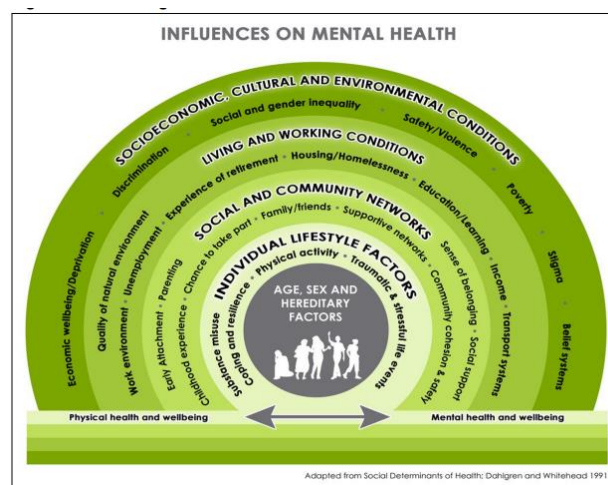 INFLUENCES ON MENTAL HEALTH
SOCIOECONOMIC, CULTURAL AND ENVIRONMENTAL CONDITIONS
Economic wellbeing/Deprivation • Discrimination • Social and gender inequality • Safety/Violence • Poverty • Stigma • Belief systems
LIVING AND WORKING CONDITIONS
Quality of natural environment
Work environment • Unemployment • Experience of retirement • Housing/Homelessness • Education/Learning • Income • Transport systems
SOCIAL AND COMMUNITY NETWORKS
Early Attachment • Parenting
Childhood experience • Chance to take part • Family/friends • Supportive networks • Community cohesion & safely
Sense of belonging • Social support
INDIVIDUAL LIFESTYLE FACTORS
Substance misuse
Coping and resilience • Physical activity • Traumatic & stressful life events
AGE, SEX AND
HEREDITARY
FACTORS
Physical health and wellbeing
Mental health and wellbeing
Adapted from Social Determinants of Health; Dahlgren and Whitehead 1991